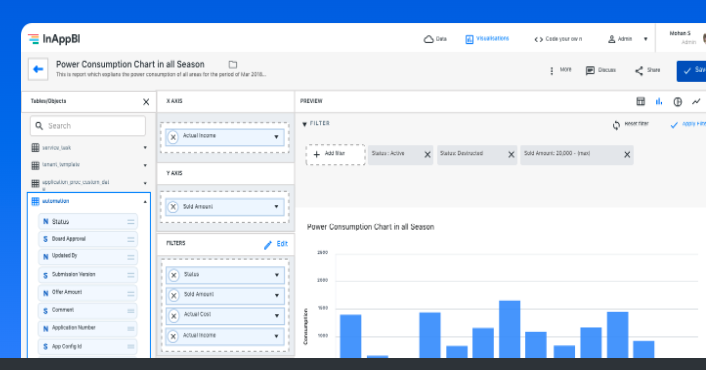 InAppBI
Data
Visualisations
Code your own
Admin
Mohan S
Admin
Power Consumption Chart in all Season
This is report which explains the power consumption of all areas for the period of Mar 2018...
More
Discuss
Share
Save
Tables/Objects
X AXIS
PREVIEW
Search
Actual Income
FILTER
Reset filter
Apply Filte
service_task
tenant_template
application_proc_custom_dat
a
automation
Y AXIS
Add filter
Status : Active
Status: Destructed
Sold Amount: 20,000 - (max)
Sold Amount
N Status
S Board Approval
N Updated By
S Submission Version
N Offer Amount
S Comment
N Application Number
S App Config Id
FILTERS
Edit
Status
Sold Amount
Actual Cost
Actual Income
Power Consumption Chart in all Season
2500
2000
1500
1000
Consumption